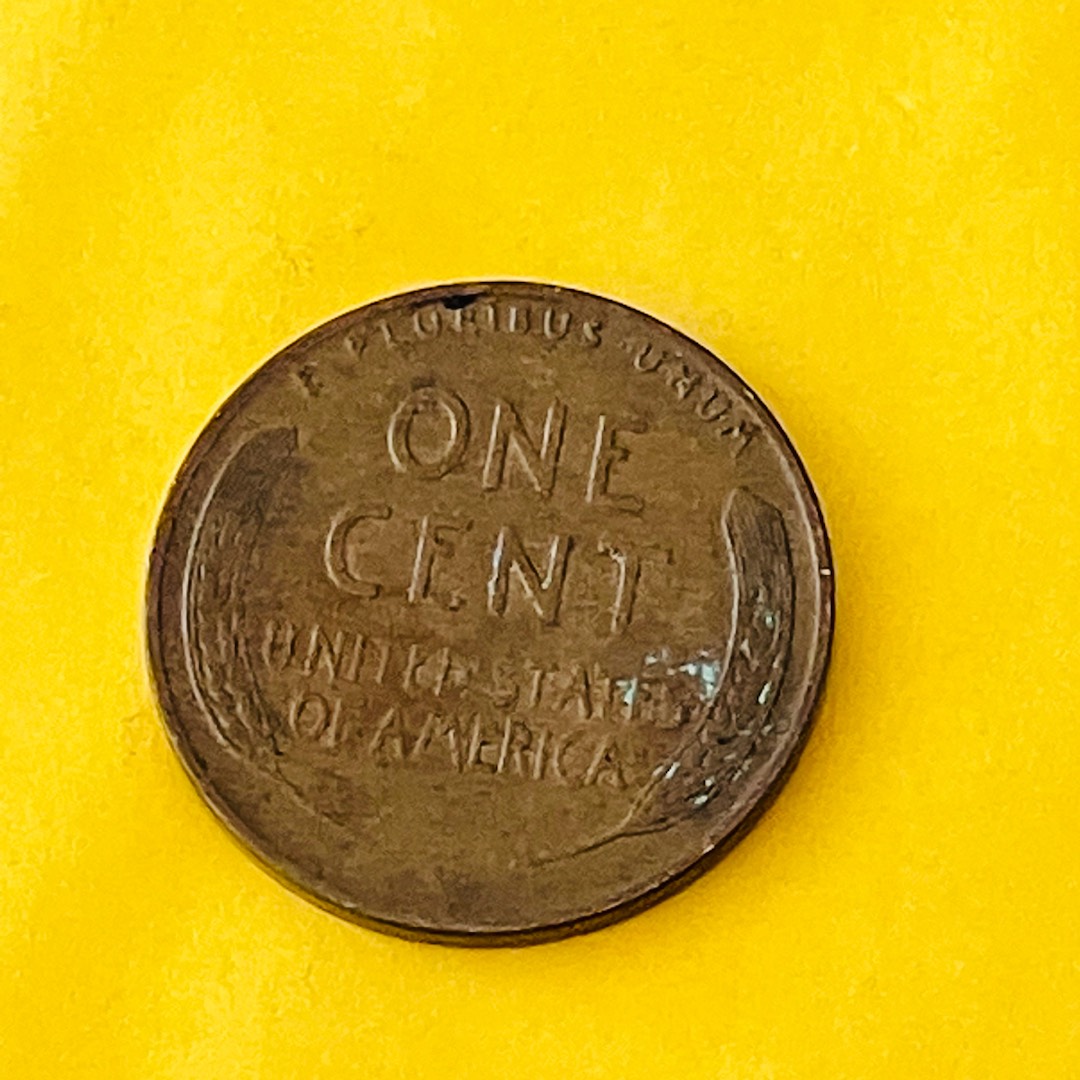 E PLURIBUS · UNUM
ONE
CENT
UNITED STATES
OF AMERICA